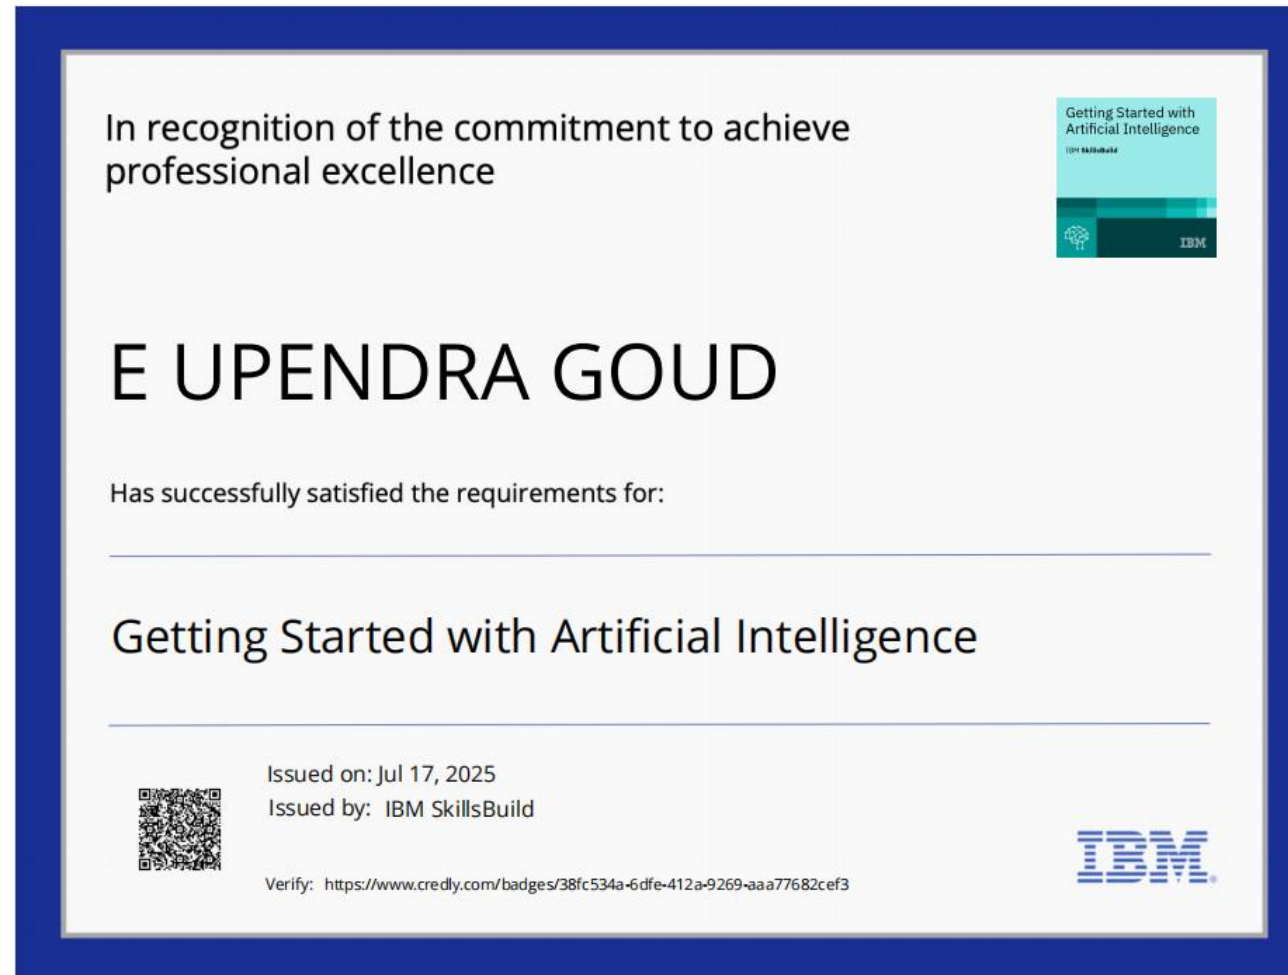 In recognition of the commitment to achieve
professional excellence
Getting Started with
Artificial Intelligence
IBM SkillsBuild
IBM
E UPENDRA GOUD
Has successfully satisfied the requirements for:
Getting Started with Artificial Intelligence
Issued on: Jul 17, 2025
Issued by: IBM SkillsBuild
IBM®
Verify: https://www.credly.com/badges/38fc534a-6dfe-412a-9269-aaa77682cef3